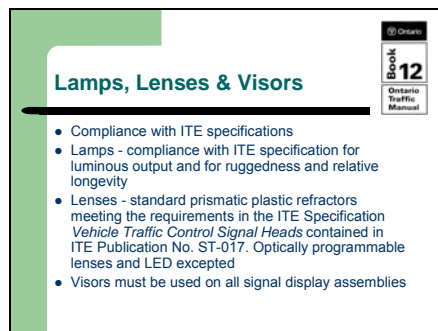 Ontario
Book 12
Ontario
Traffic
Manual
Lamps, Lenses & Visors
• Compliance with ITE specifications
• Lamps - compliance with ITE specification for
luminous output and for ruggedness and relative
longevity
• Lenses - standard prismatic plastic refractors
meeting the requirements in the ITE Specification
Vehicle Traffic Control Signal Heads contained in
ITE Publication No. ST-017. Optically programmable
lenses and LED excepted
• Visors must be used on all signal display assemblies